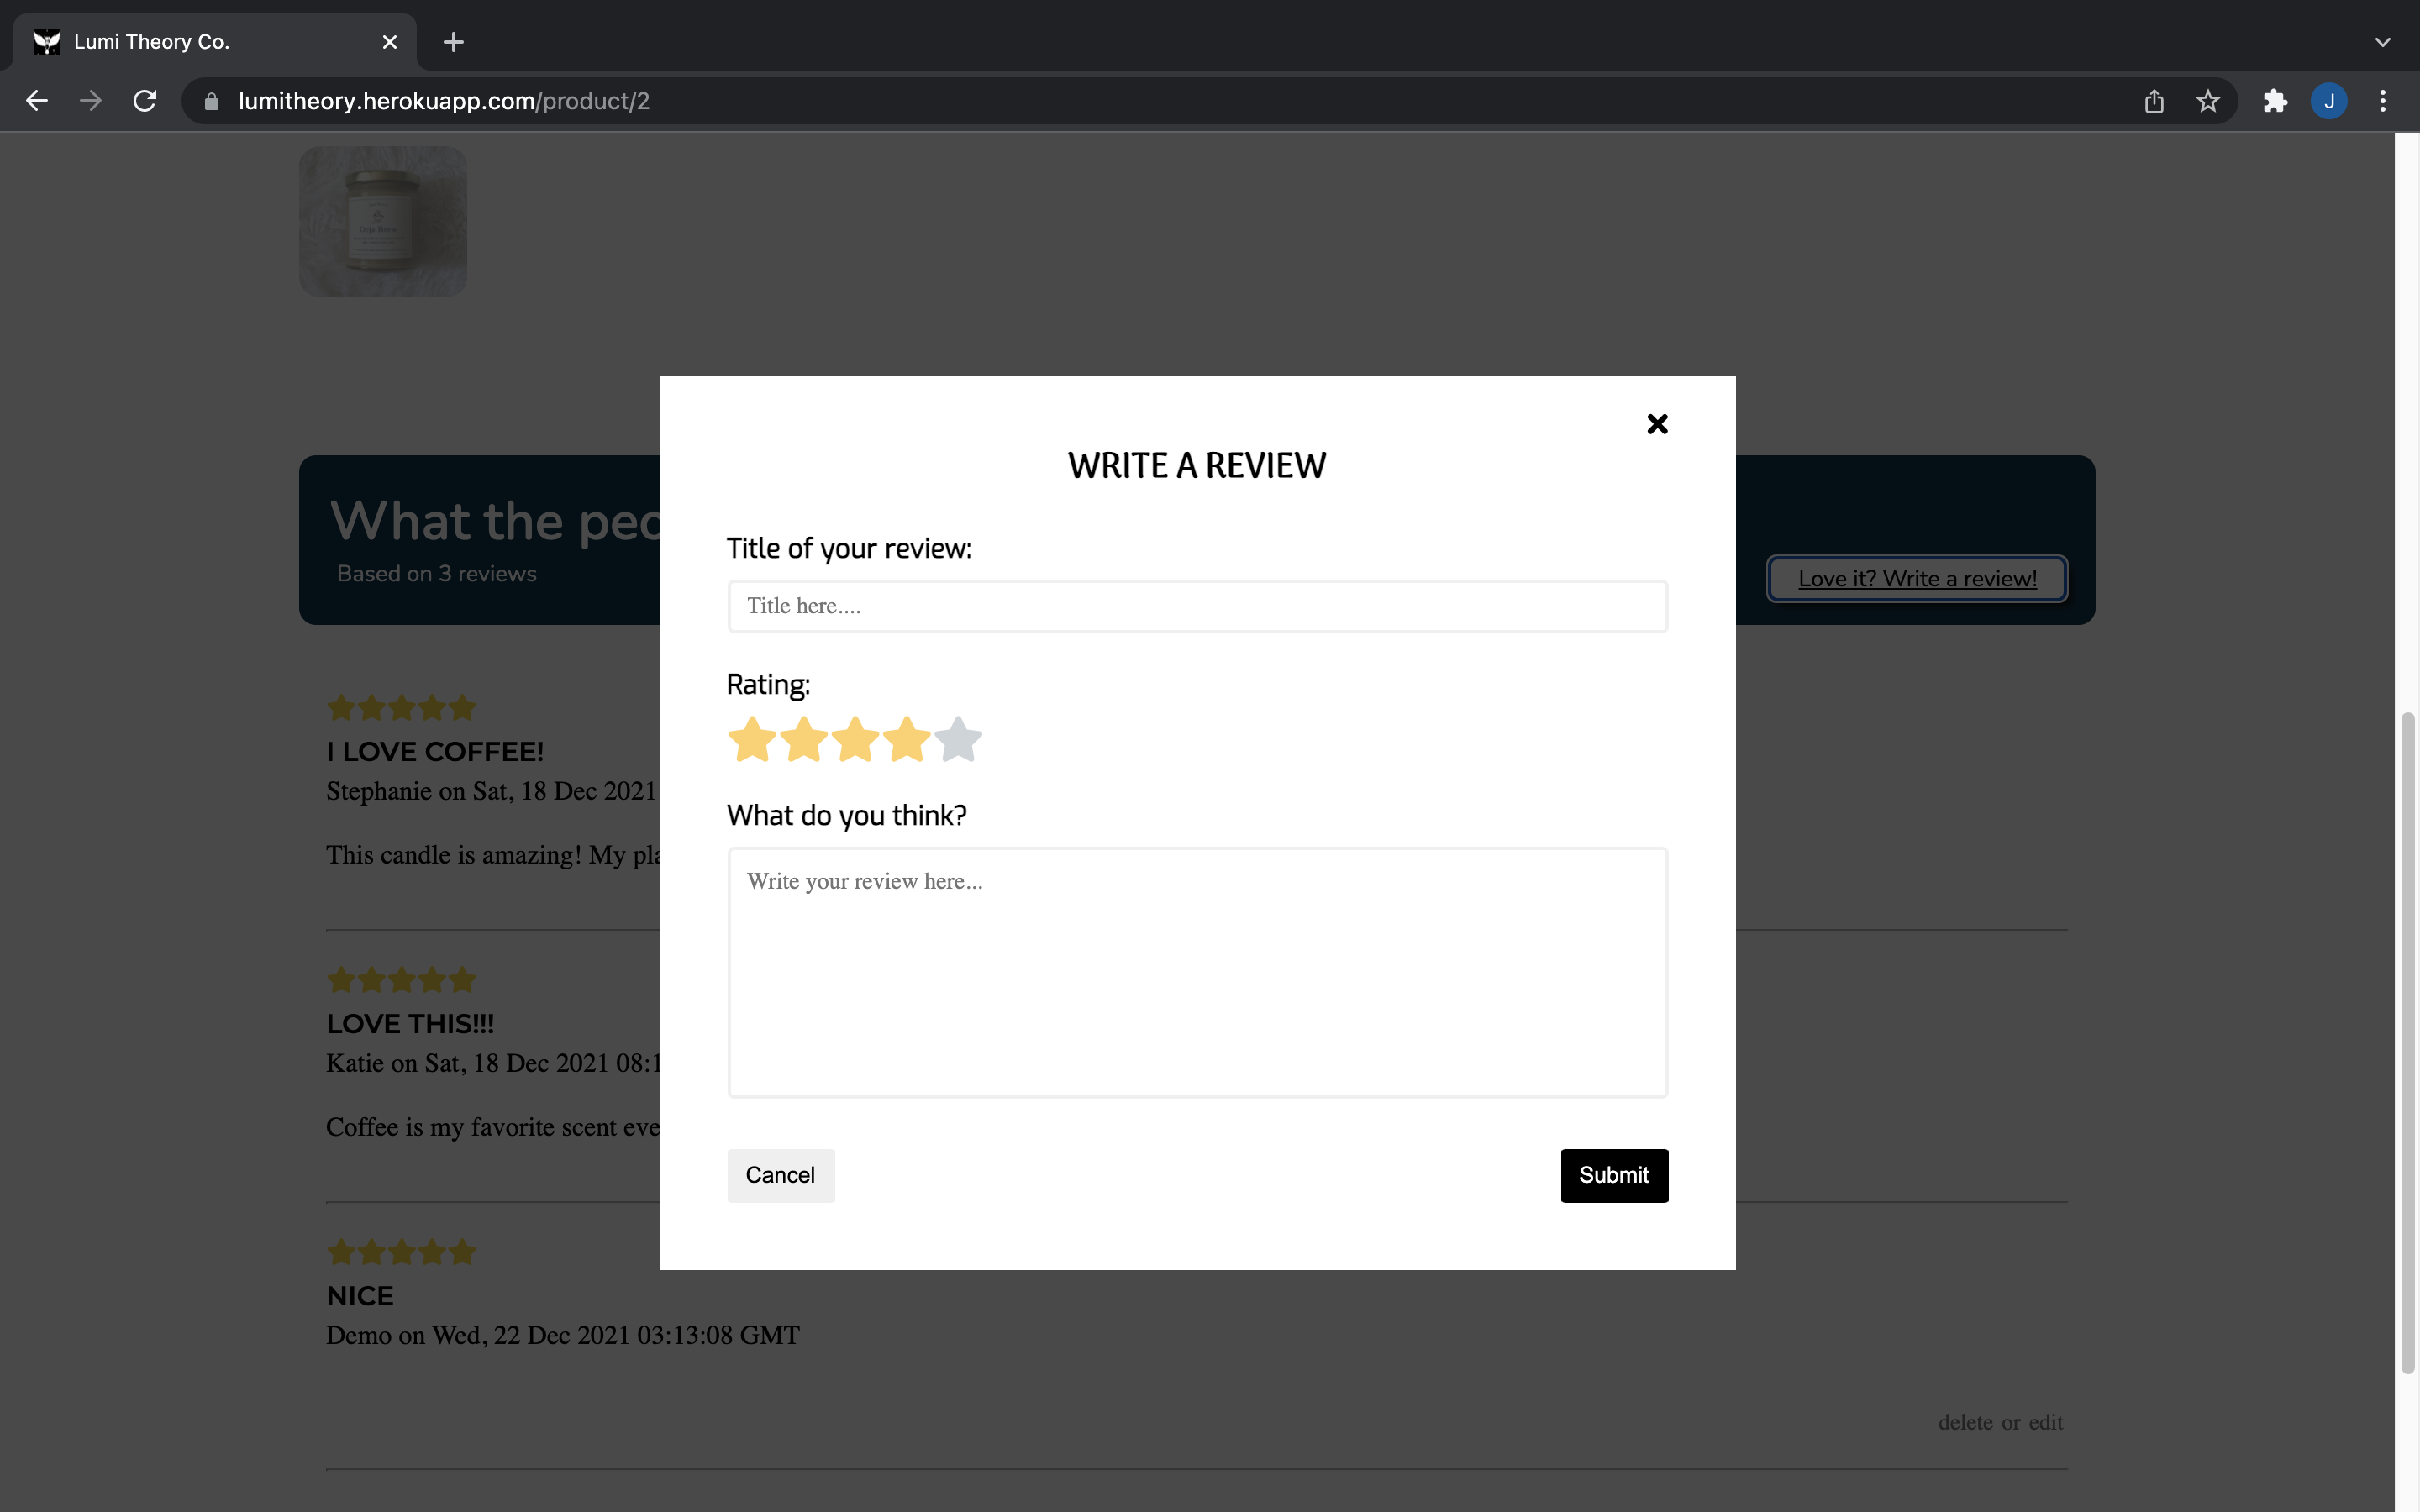 Lumi Theory Co.
lumitheory.herokuapp.com/product/2
J
WRITE A REVIEW
Title of your review:
Title here....
Rating:
What do you think?
Write your review here...
Cancel
Submit
What the peo
Based on 3 reviews
Love it? Write a review!
I LOVE COFFEE!
Stephanie on Sat, 18 Dec 2021
This candle is amazing! My pla
LOVE THIS!!!
Katie on Sat, 18 Dec 2021 08:1
Coffee is my favorite scent eve
NICE
Demo on Wed, 22 Dec 2021 03:13:08 GMT
delete or edit